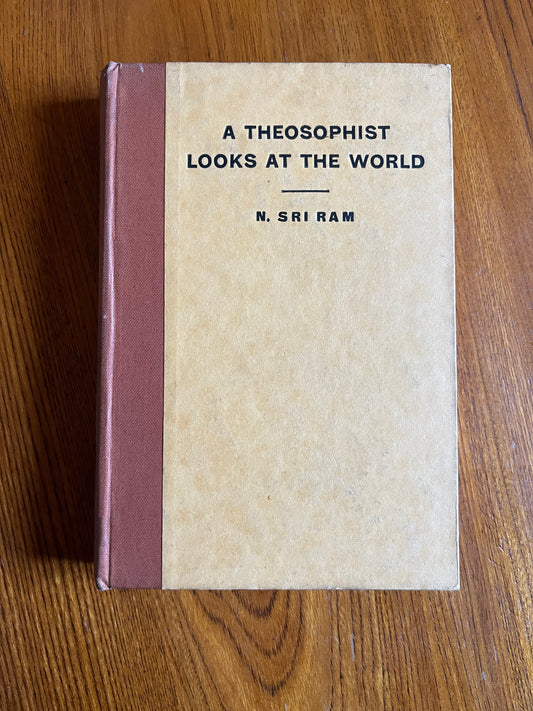 A THEOSOPHIST
LOOKS AT THE WORLD
N. SRI RAM